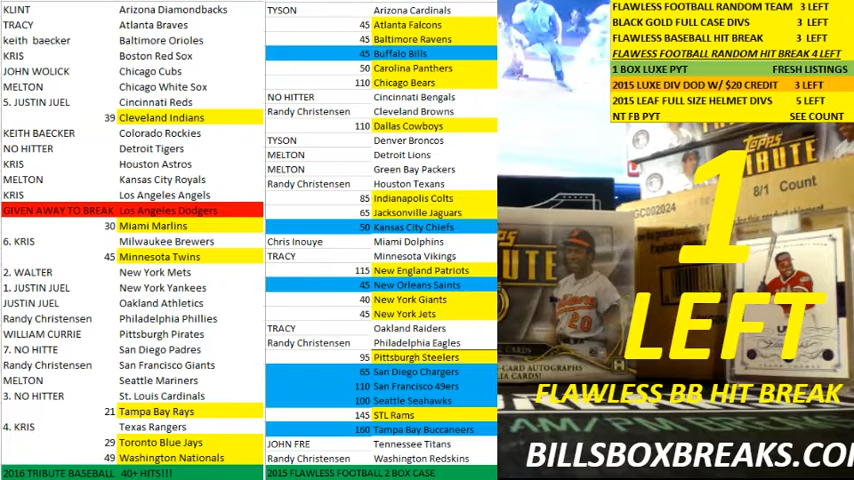 KLINT Arizona Diamondbacks
TRACY Atlanta Braves
keith baecker Baltimore Orioles
KRIS Boston Red Sox
JOHN WOLICK Chicago Cubs
MELTON Chicago White Sox
5. JUSTIN JUEL Cincinnati Reds
39 Cleveland Indians
KEITH BAECKER Colorado Rockies
NO HITTER Detroit Tigers
KRIS Houston Astros
MELTON Kansas City Royals
KRIS Los Angeles Angels
GIVEN AWAY TO BREAK Los Angeles Dodgers
30 Miami Marlins
6. KRIS Milwaukee Brewers
45 Minnesota Twins
2. WALTER New York Mets
1. JUSTIN JUEL New York Yankees
JUSTIN JUEL Oakland Athletics
Randy Christensen Philadelphia Phillies
WILLIAM CURRIE Pittsburgh Pirates
7. NO HITTE San Diego Padres
Randy Christensen San Francisco Giants
MELTON Seattle Mariners
3. NO HITTER St. Louis Cardinals
21 Tampa Bay Rays
4. KRIS Texas Rangers
29 Toronto Blue Jays
49 Washington Nationals
2016 TRIBUTE BASEBALL 40+ HITS!!!
TYSON Arizona Cardinals
45 Atlanta Falcons
45 Baltimore Ravens
45 Buffalo Bills
50 Carolina Panthers
110 Chicago Bears
NO HITTER Cincinnati Bengals
Randy Christensen Cleveland Browns
110 Dallas Cowboys
TYSON Denver Broncos
MELTON Detroit Lions
MELTON Green Bay Packers
Randy Christensen Houston Texans
85 Indianapolis Colts
65 Jacksonville Jaguars
50 Kansas City Chiefs
Chris Inouye Miami Dolphins
TRACY Minnesota Vikings
115 New England Patriots
45 New Orleans Saints
40 New York Giants
45 New York Jets
TRACY Oakland Raiders
Randy Christensen Philadelphia Eagles
95 Pittsburgh Steelers
65 San Diego Chargers
110 San Francisco 49ers
100 Seattle Seahawks
145 STL Rams
160 Tampa Bay Buccaneers
JOHN FRE Tennessee Titans
Randy Christensen Washington Redskins
2015 FLAWLESS FOOTBALL 2 BOX CASE
FLAWLESS FOOTBALL RANDOM TEAM 3 LEFT
BLACK GOLD FULL CASE DIVS 3 LEFT
FLAWLESS BASEBALL HIT BREAK 3 LEFT
FLAWLESS FOOTBALL RANDOM HIT BREAK 4 LEFT
1 BOX LUXE PYT FRESH LISTINGS
2015 LUXE DIV DOD W/ $20 CREDIT 3 LEFT
2015 LEAF FULL SIZE HELMET DIVS 5 LEFT
NT FB PYT SEE COUNT
TOPPS
TRIBUTE
8/1 Count
GC002024
1
LEFT
20
FLAWLESS BB HIT BREAK
AM/PM
BILLSBOXBREAKS.CO